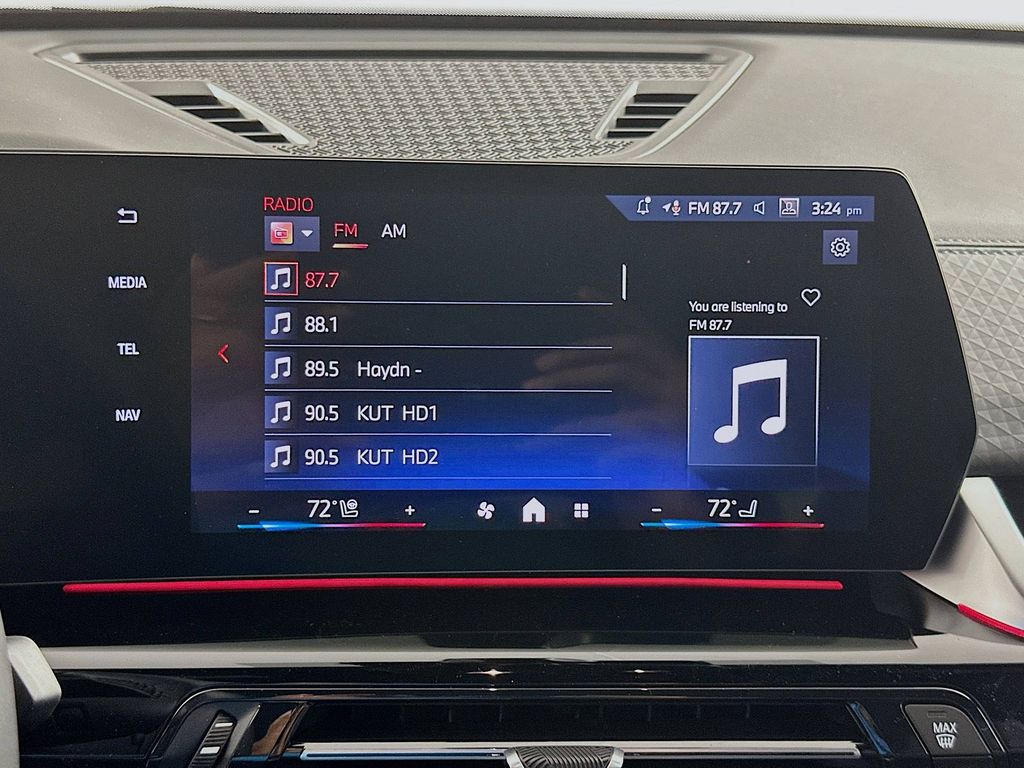 RADIO
FM 87.7 3:24 pm
FM AM
MEDIA
TEL
NAV
87.7
88.1
89.5 Haydn -
90.5 KUT HD1
90.5 KUT HD2
You are listening to
FM 87.7
- 72° + - 72° +
MAX